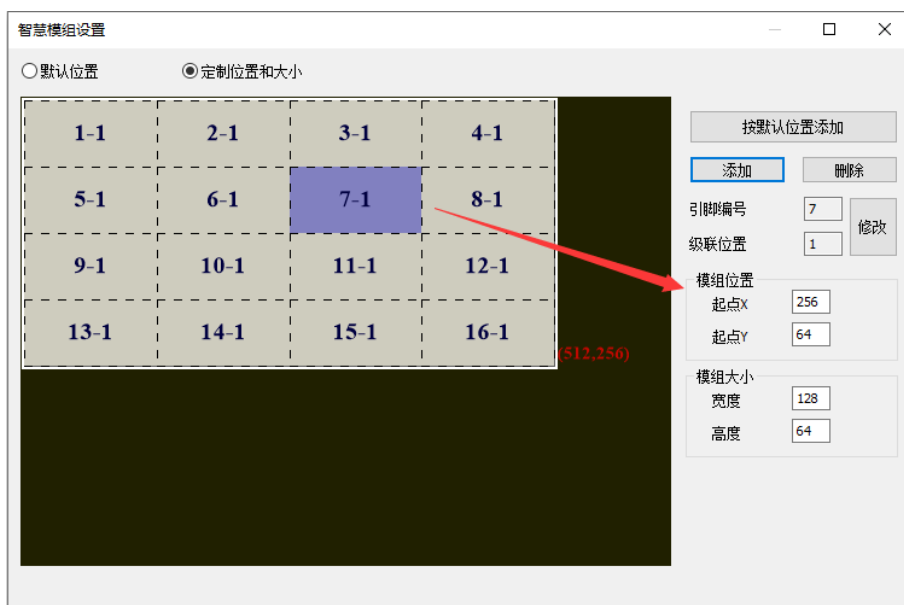 智慧模组设置
默认位置 定制位置和大小
1-1 2-1 3-1 4-1
5-1 6-1 7-1 8-1
9-1 10-1 11-1 12-1
13-1 14-1 15-1 16-1
(512,256)
按默认位置添加
添加 删除
引脚编号 7
级联位置 1
修改
模组位置
起点X 256
起点Y 64
模组大小
宽度 128
高度 64